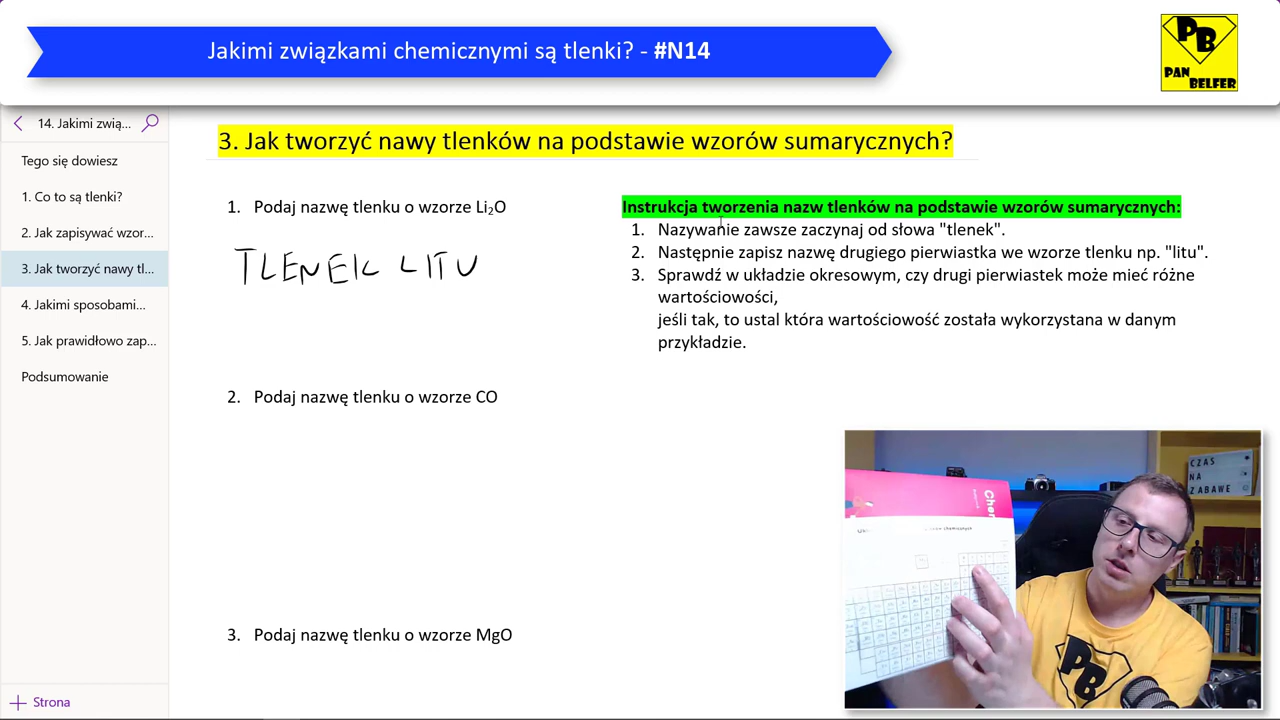 Jakimi związkami chemicznymi są tlenki? - #N14
PB
PAN
BELFER
14. Jakimi zwią...
Tego się dowiesz
1. Co to są tlenki?
2. Jak zapisywać wzor...
3. Jak tworzyć nawy tl...
4. Jakimi sposobami...
5. Jak prawidłowo zap...
Podsumowanie
Strona
3. Jak tworzyć nawy tlenków na podstawie wzorów sumarycznych?
1. Podaj nazwę tlenku o wzorze Li₂O
TLENEK LITU
2. Podaj nazwę tlenku o wzorze CO
3. Podaj nazwę tlenku o wzorze MgO
Instrukcja tworzenia nazw tlenków na podstawie wzorów sumarycznych:
1. Nazywanie zawsze zaczynaj od słowa "tlenek".
2. Następnie zapisz nazwę drugiego pierwiastka we wzorze tlenku np. "litu".
3. Sprawdź w układzie okresowym, czy drugi pierwiastek może mieć różne
wartościowości,
jeśli tak, to ustal która wartościowość została wykorzystana w danym
przykładzie.
CZAS
NA
ZABAWE
PB